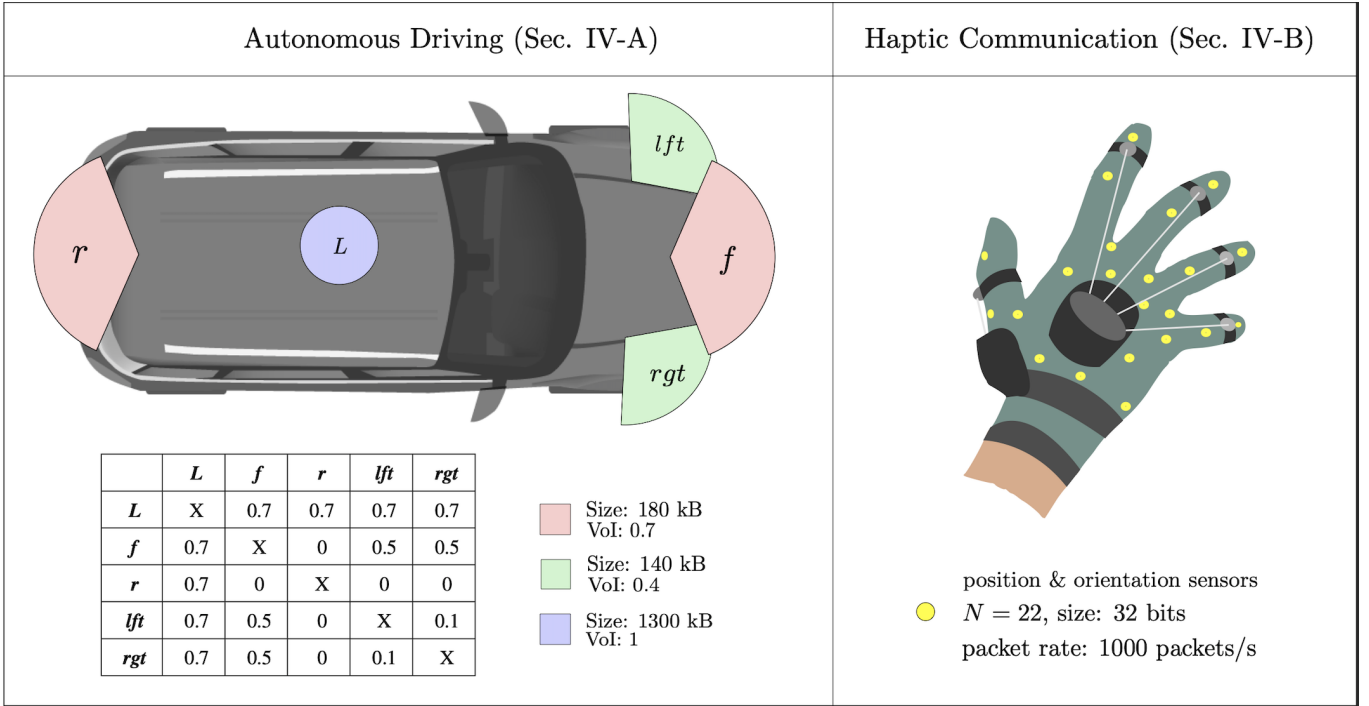 Autonomous Driving (Sec. IV-A)
Haptic Communication (Sec. IV-B)
lft
r
L
f
rgt
L f r lft rgt
L X 0.7 0.7 0.7 0.7
f 0.7 X 0 0.5 0.5
r 0.7 0 X 0 0
lft 0.7 0.5 0 X 0.1
rgt 0.7 0.5 0 0.1 X
Size: 180 kB
VoI: 0.7
Size: 140 kB
VoI: 0.4
Size: 1300 kB
VoI: 1
position & orientation sensors
N = 22, size: 32 bits
packet rate: 1000 packets/s